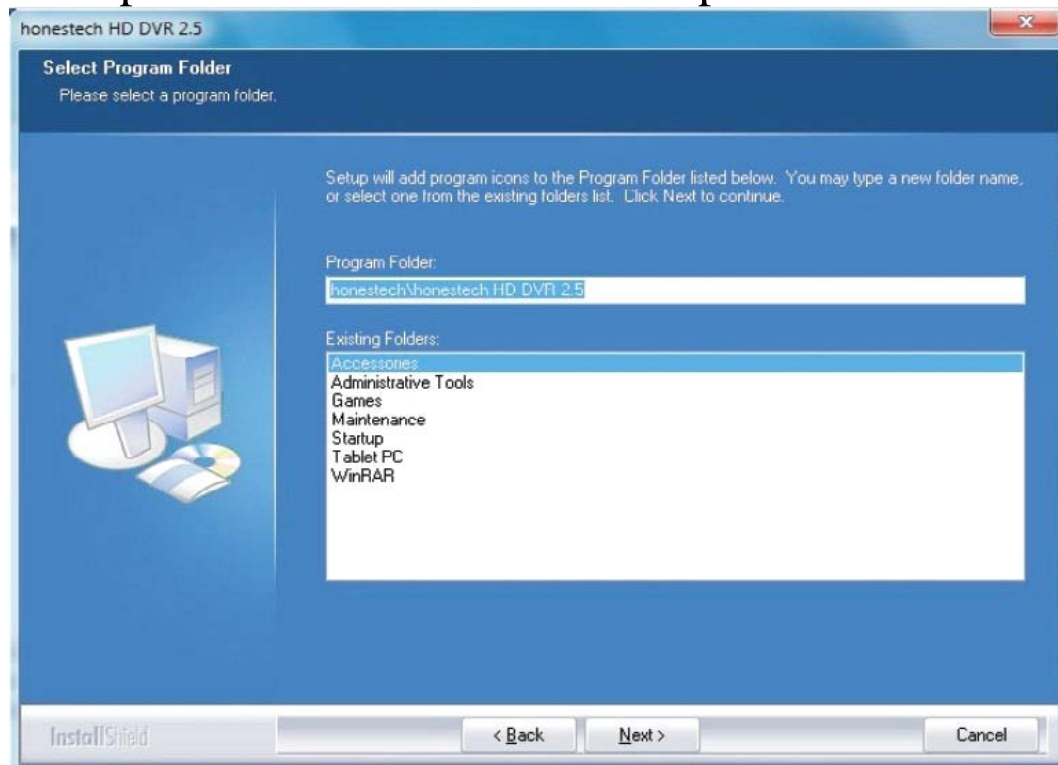 honestech HD DVR 2.5
Select Program Folder
Please select a program folder.
Setup will add program icons to the Program Folder listed below. You may type a new folder name,
or select one from the existing folders list. Click Next to continue.
Program Folder:
honestech\honestech HD DVR 2.5
Existing Folders:
Accessories
Administrative Tools
Games
Maintenance
Startup
Tablet PC
WinRAR
InstallShield
< Back
Next >
Cancel